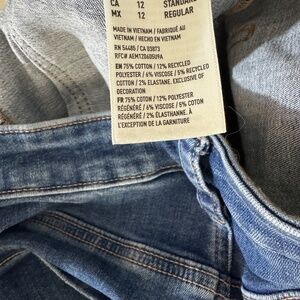 CA 12 STANDARD
MX 12 REGULAR
MADE IN VIETNAM / FABRIQUÉ AU
VIETNAM / HECHO EN VIETNAM
RN 54485 / CA 03873
RFC# AEM1206059U9A
EN 75% COTTON / 12% RECYCLED
POLYESTER / 6% VISCOSE / 5% RECYCLED
COTTON / 2% ELASTANE. EXCLUSIVE OF
DECORATION
FR 75% COTON / 12% POLYESTER
RÉGÉNÉRÉ / 6% VISCOSE / 5% COTON
RÉGÉNÉRÉ / 2% ÉLASTHANNE. À
L'EXCEPTION DE LA GARNITURE